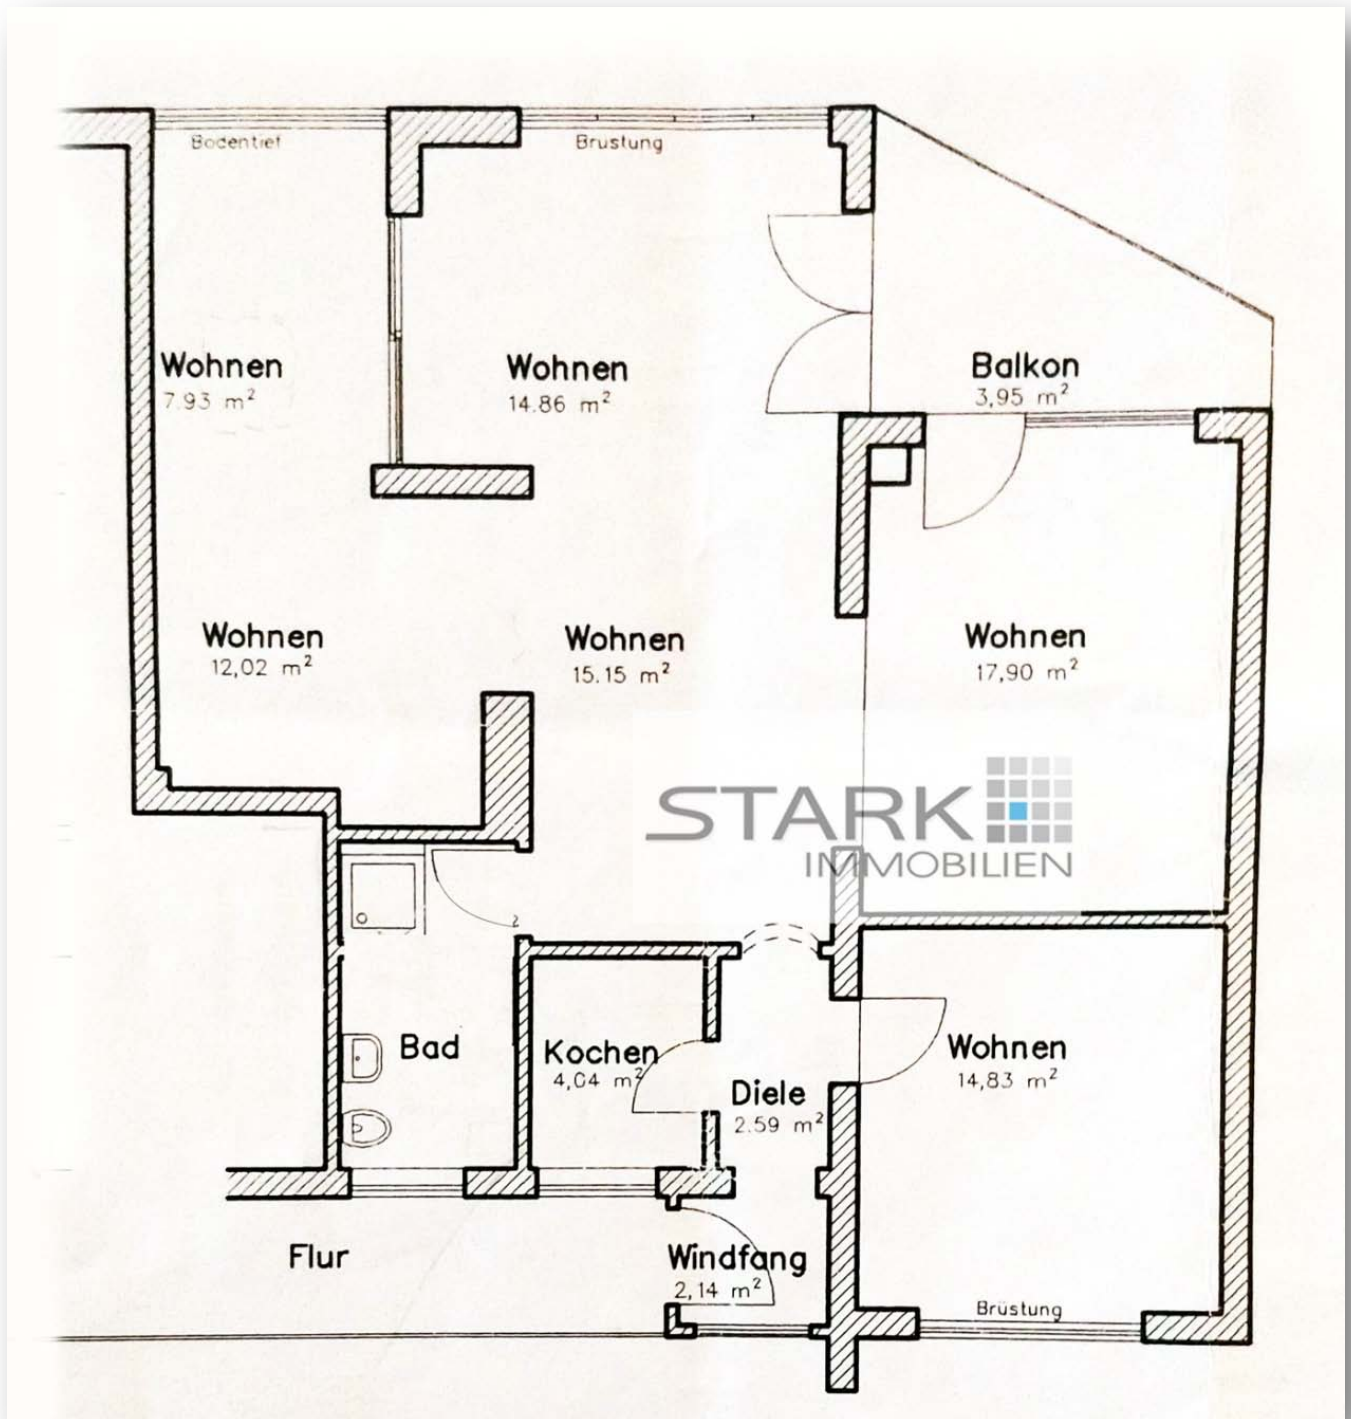 Bodentief
Brustung
Wohnen
7.93 m²
Wohnen
14.86 m²
Balkon
3,95 m²
Wohnen
12,02 m²
Wohnen
15.15 m²
Wohnen
17,90 m²
STARK
IMMOBILIEN
Bad
Kochen
4,04 m²
Diele
2.59 m²
Wohnen
14,83 m²
Flur
Windfang
2,14 m²
Brüstung